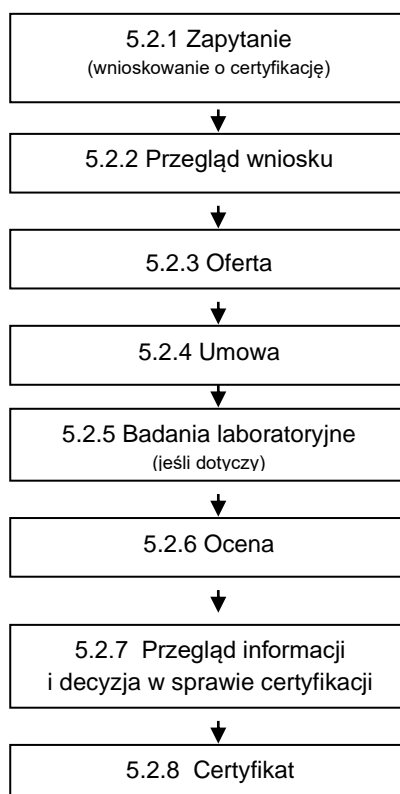 5.2.1 Zapytanie
(wnioskowanie o certyfikację)
5.2.2 Przegląd wniosku
5.2.3 Oferta
5.2.4 Umowa
5.2.5 Badania laboratoryjne
(jeśli dotyczy)
5.2.6 Ocena
5.2.7 Przegląd informacji
i decyzja w sprawie certyfikacji
5.2.8 Certyfikat